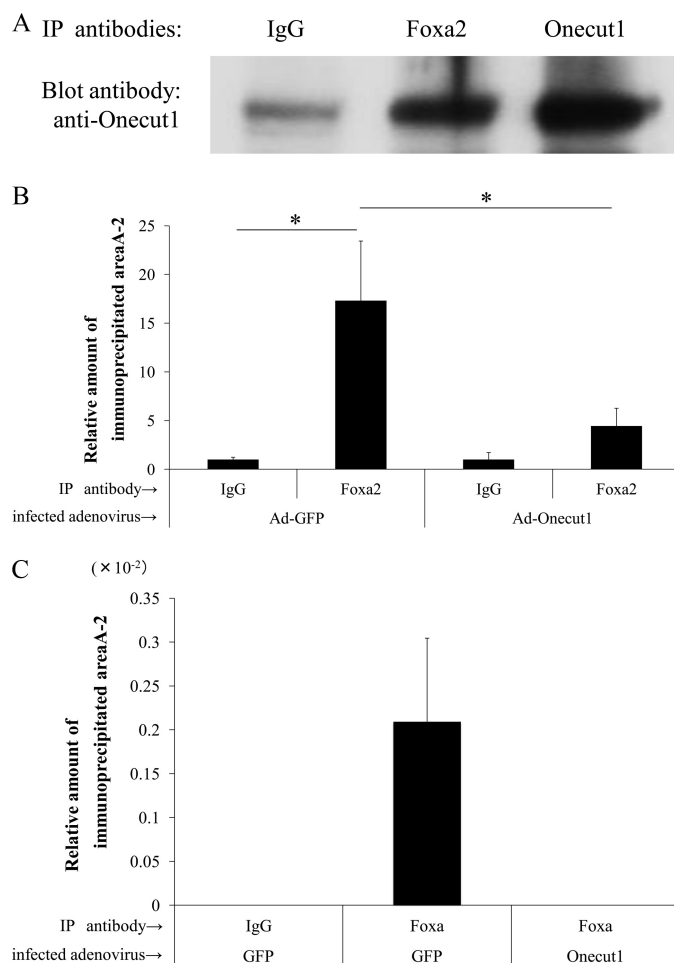 A IP antibodies: IgG Foxa2 Onecut1
Blot antibody:
anti-Onecut1
B
Relative amount of
immunoprecipitated areaA-2
25
20
15
10
5
0
*
*
IP antibody→ IgG Foxa2 IgG Foxa2
infected adenovirus→ Ad-GFP Ad-Onecut1
C (×10-2)
Relative amount of
immunoprecipitated areaA-2
0.35
0.3
0.25
0.2
0.15
0.1
0.05
0
IP antibody→ IgG Foxa Foxa
infected adenovirus→ GFP GFP Onecut1